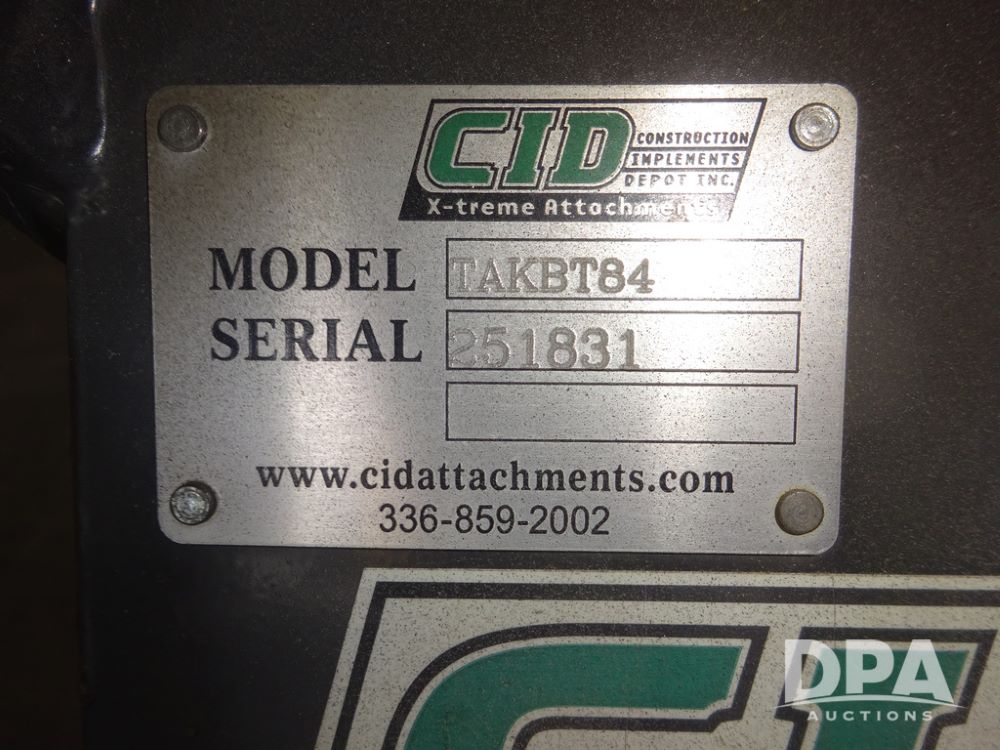 CID CONSTRUCTION
IMPLEMENTS
DEPOT INC.
X-treme Attachments
MODEL TAKBT84
SERIAL 251831
www.cidattachments.com
336-859-2002
CI
DPA
AUCTIONS